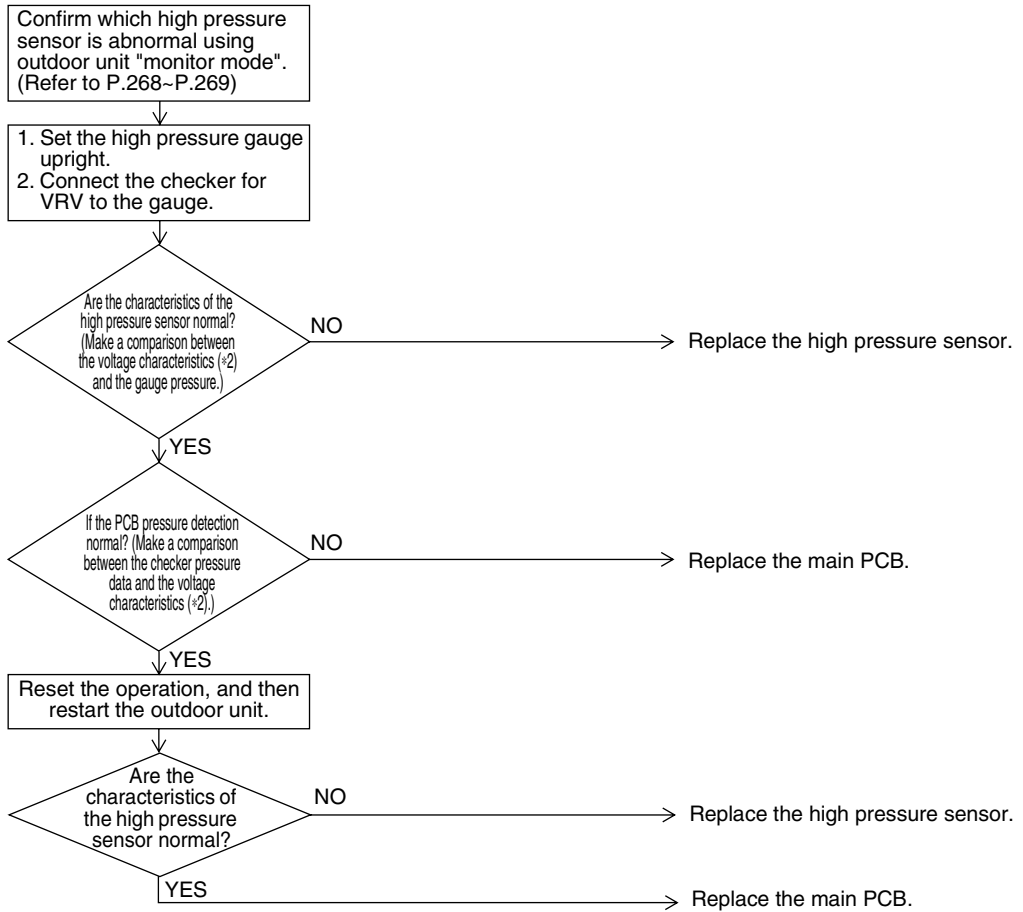 Confirm which high pressure
sensor is abnormal using
outdoor unit "monitor mode".
(Refer to P.268~P.269)
1. Set the high pressure gauge
upright.
2. Connect the checker for
VRV to the gauge.
Are the characteristics of the
high pressure sensor normal?
(Make a comparison between
the voltage characteristics (*2)
and the gauge pressure.)
NO
Replace the high pressure sensor.
YES
If the PCB pressure detection
normal? (Make a comparison
between the checker pressure
data and the voltage
characteristics (*2).)
NO
Replace the main PCB.
YES
Reset the operation, and then
restart the outdoor unit.
Are the
characteristics of
the high pressure
sensor normal?
NO
Replace the high pressure sensor.
YES
Replace the main PCB.